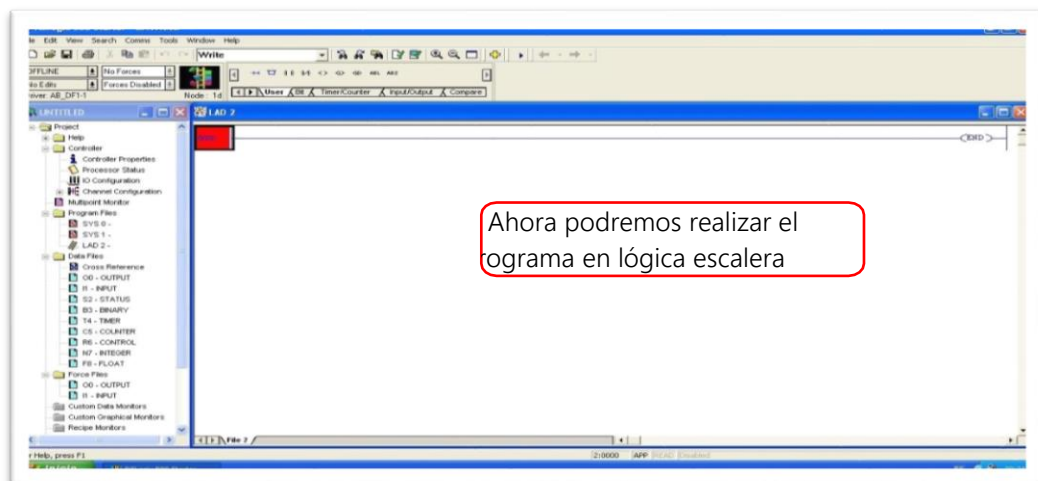 Edit View Search Comms Tools Window Help
Write
OFFLINE No Forces
No Edits Forces Disabled
Driver: AB_DF1-1 Node: 1d
User Bit Timer/Counter Input/Output Compare
UNTITLED
LAD 2
Project
Help
Controller
Controller Properties
Processor Status
IO Configuration
Channel Configuration
Multipoint Monitor
Program Files
SYS 0 -
SYS 1 -
LAD 2 -
Data Files
Cross Reference
O0 - OUTPUT
I1 - INPUT
S2 - STATUS
B3 - BINARY
T4 - TIMER
C5 - COUNTER
R6 - CONTROL
N7 - INTEGER
F8 - FLOAT
Force Files
O0 - OUTPUT
I1 - INPUT
Custom Data Monitors
Custom Graphical Monitors
Recipe Monitors
END
Ahora podremos realizar el
rograma en lógica escalera
File 2
r Help, press F1
2:0000 APP READ Disabled